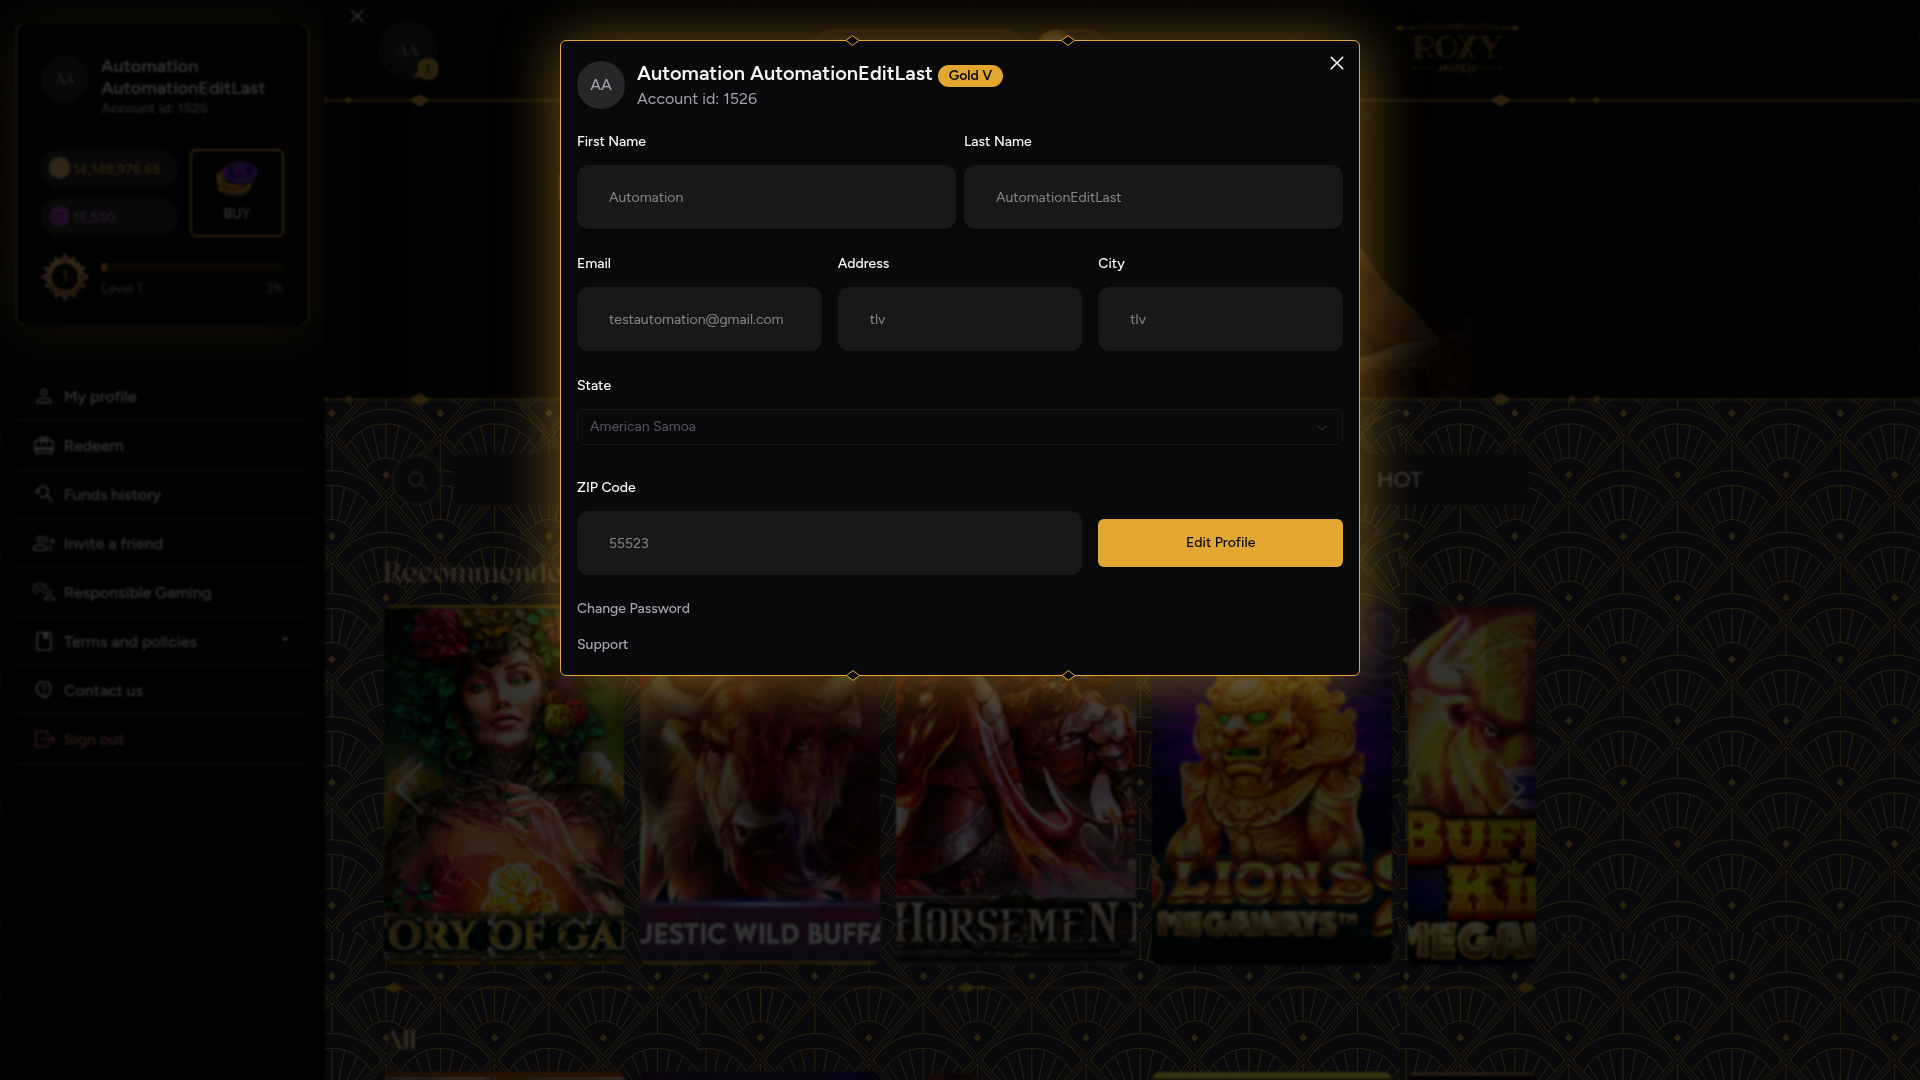 AA
Automation
AutomationEditLast
Account id: 1526
14,149,976.65
15,550
BUY
1
Level 1
3%
My profile
Redeem
Funds history
Invite a friend
Responsible Gaming
Terms and policies
Contact us
Sign out
AA
ROXY
moxy
AA
Automation AutomationEditLast Gold V
Account id: 1526
First Name
Last Name
Automation
AutomationEditLast
Email
Address
City
testautomation@gmail.com
tlv
tlv
State
American Samoa
ZIP Code
55523
Edit Profile
Change Password
Support
HOT
Recommende
ORY OF GA
JESTIC WILD BUFFA
HORSEMEN
LIONS
MEGAWAYS™
BUFF
KI
MEGA
All